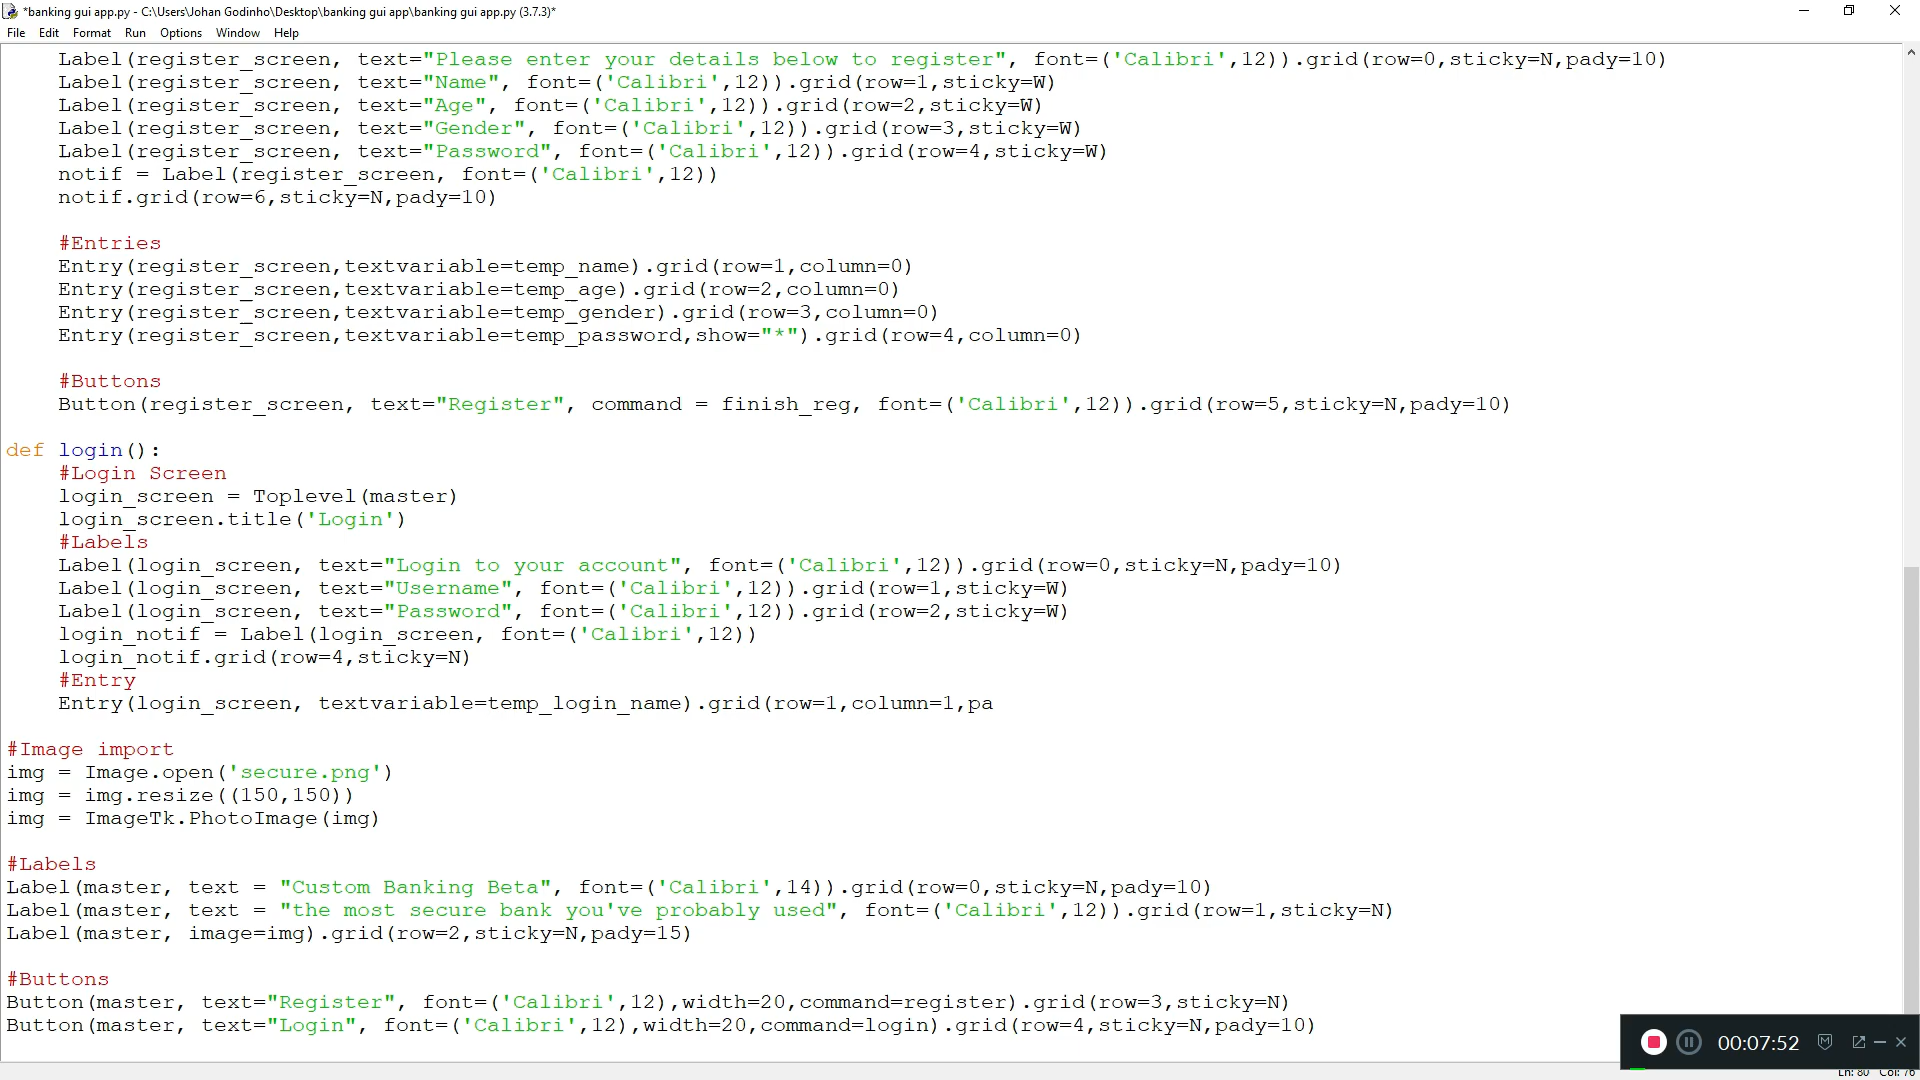 *banking gui app.py - C:\Users\Johan Godinho\Desktop\banking gui app\banking gui app.py (3.7.3)*
File Edit Format Run Options Window Help
    Label(register_screen, text="Please enter your details below to register", font=('Calibri',12)).grid(row=0,sticky=N,pady=10)
    Label(register_screen, text="Name", font=('Calibri',12)).grid(row=1,sticky=W)
    Label(register_screen, text="Age", font=('Calibri',12)).grid(row=2,sticky=W)
    Label(register_screen, text="Gender", font=('Calibri',12)).grid(row=3,sticky=W)
    Label(register_screen, text="Password", font=('Calibri',12)).grid(row=4,sticky=W)
    notif = Label(register_screen, font=('Calibri',12))
    notif.grid(row=6,sticky=N,pady=10)

    #Entries
    Entry(register_screen,textvariable=temp_name).grid(row=1,column=0)
    Entry(register_screen,textvariable=temp_age).grid(row=2,column=0)
    Entry(register_screen,textvariable=temp_gender).grid(row=3,column=0)
    Entry(register_screen,textvariable=temp_password,show="*").grid(row=4,column=0)

    #Buttons
    Button(register_screen, text="Register", command = finish_reg, font=('Calibri',12)).grid(row=5,sticky=N,pady=10)

def login():
    #Login Screen
    login_screen = Toplevel(master)
    login_screen.title('Login')
    #Labels
    Label(login_screen, text="Login to your account", font=('Calibri',12)).grid(row=0,sticky=N,pady=10)
    Label(login_screen, text="Username", font=('Calibri',12)).grid(row=1,sticky=W)
    Label(login_screen, text="Password", font=('Calibri',12)).grid(row=2,sticky=W)
    login_notif = Label(login_screen, font=('Calibri',12))
    login_notif.grid(row=4,sticky=N)
    #Entry
    Entry(login_screen, textvariable=temp_login_name).grid(row=1,column=1,pa

#Image import
img = Image.open('secure.png')
img = img.resize((150,150))
img = ImageTk.PhotoImage(img)

#Labels
Label(master, text = "Custom Banking Beta", font=('Calibri',14)).grid(row=0,sticky=N,pady=10)
Label(master, text = "the most secure bank you've probably used", font=('Calibri',12)).grid(row=1,sticky=N)
Label(master, image=img).grid(row=2,sticky=N,pady=15)

#Buttons
Button(master, text="Register", font=('Calibri',12),width=20,command=register).grid(row=3,sticky=N)
Button(master, text="Login", font=('Calibri',12),width=20,command=login).grid(row=4,sticky=N,pady=10)
00:07:52
Ln: 80 Col: 76